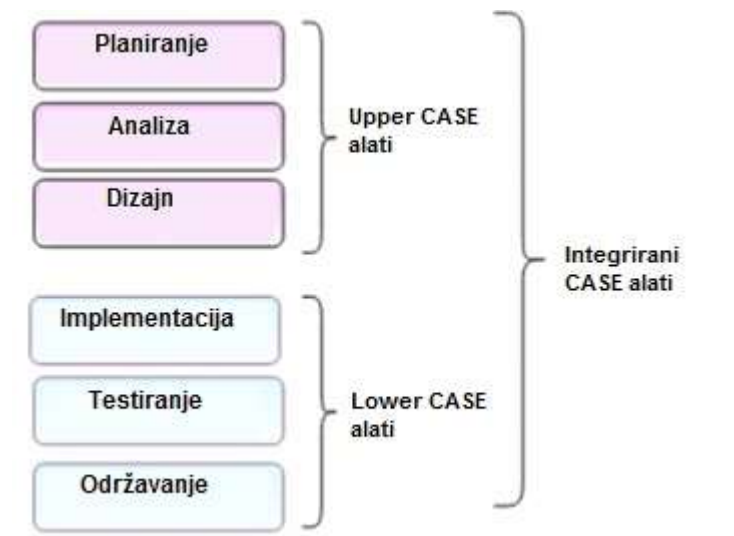 Planiranje
Analiza
Dizajn
Upper CASE
alati
Implementacija
Testiranje
Održavanje
Lower CASE
alati
Integrirani
CASE alati